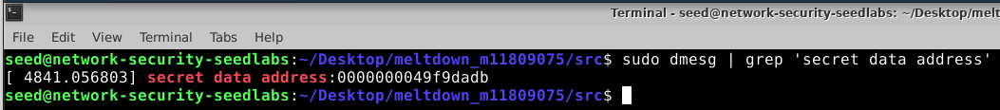 Terminal - seed@network-security-seedlabs: ~/Desktop/melt
File Edit View Terminal Tabs Help
seed@network-security-seedlabs:~/Desktop/meltdown_m11809075/src$ sudo dmesg | grep 'secret data address'
[ 4841.056803] secret data address:0000000049f9dadb
seed@network-security-seedlabs:~/Desktop/meltdown_m11809075/src$